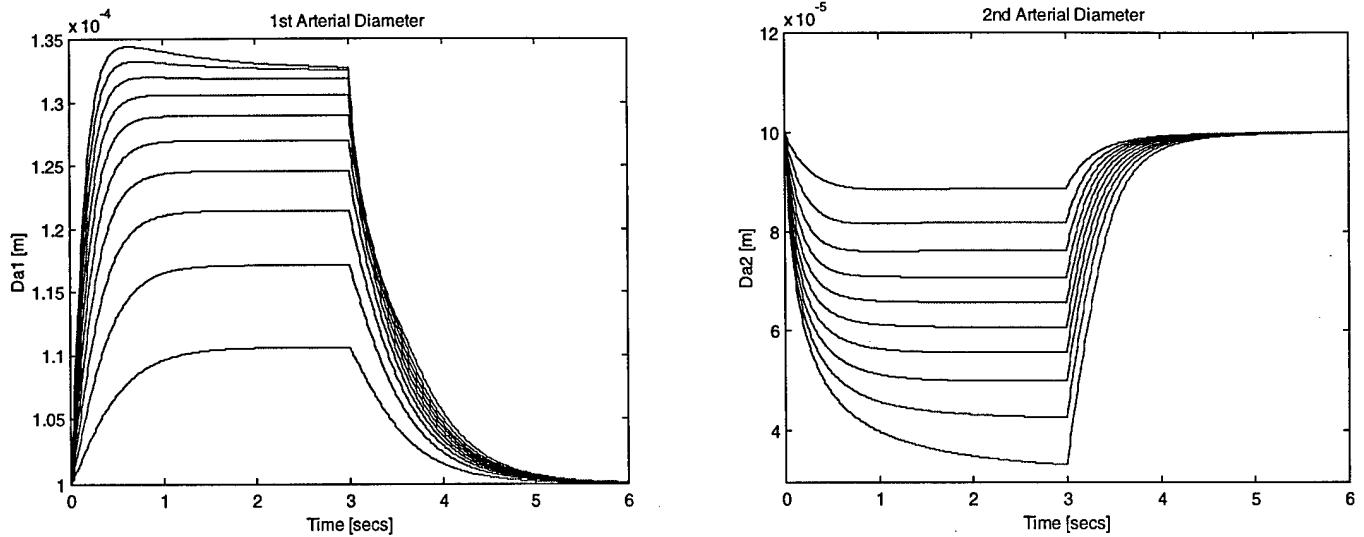 1st Arterial Diameter
x 10⁻⁴
1.35
1.3
1.25
1.2
1.15
1.1
1.05
1
Da1 [m]
0 1 2 3 4 5 6
Time [secs]
2nd Arterial Diameter
x 10⁻⁵
12
10
8
6
4
Da2 [m]
0 1 2 3 4 5 6
Time [secs]